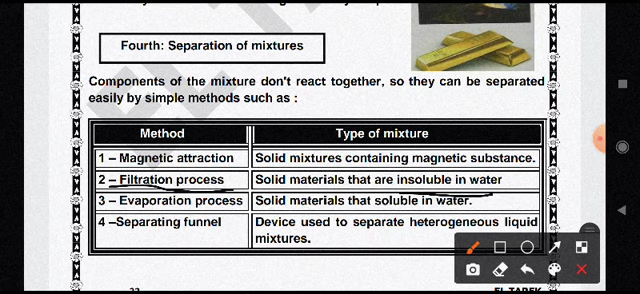 Fourth: Separation of mixtures
Components of the mixture don't react together, so they can be separated
easily by simple methods such as :
Method Type of mixture
1 – Magnetic attraction Solid mixtures containing magnetic substance.
2 – Filtration process Solid materials that are insoluble in water
3 – Evaporation process Solid materials that soluble in water.
4 –Separating funnel Device used to separate heterogeneous liquid
mixtures.
22 EL TAREK